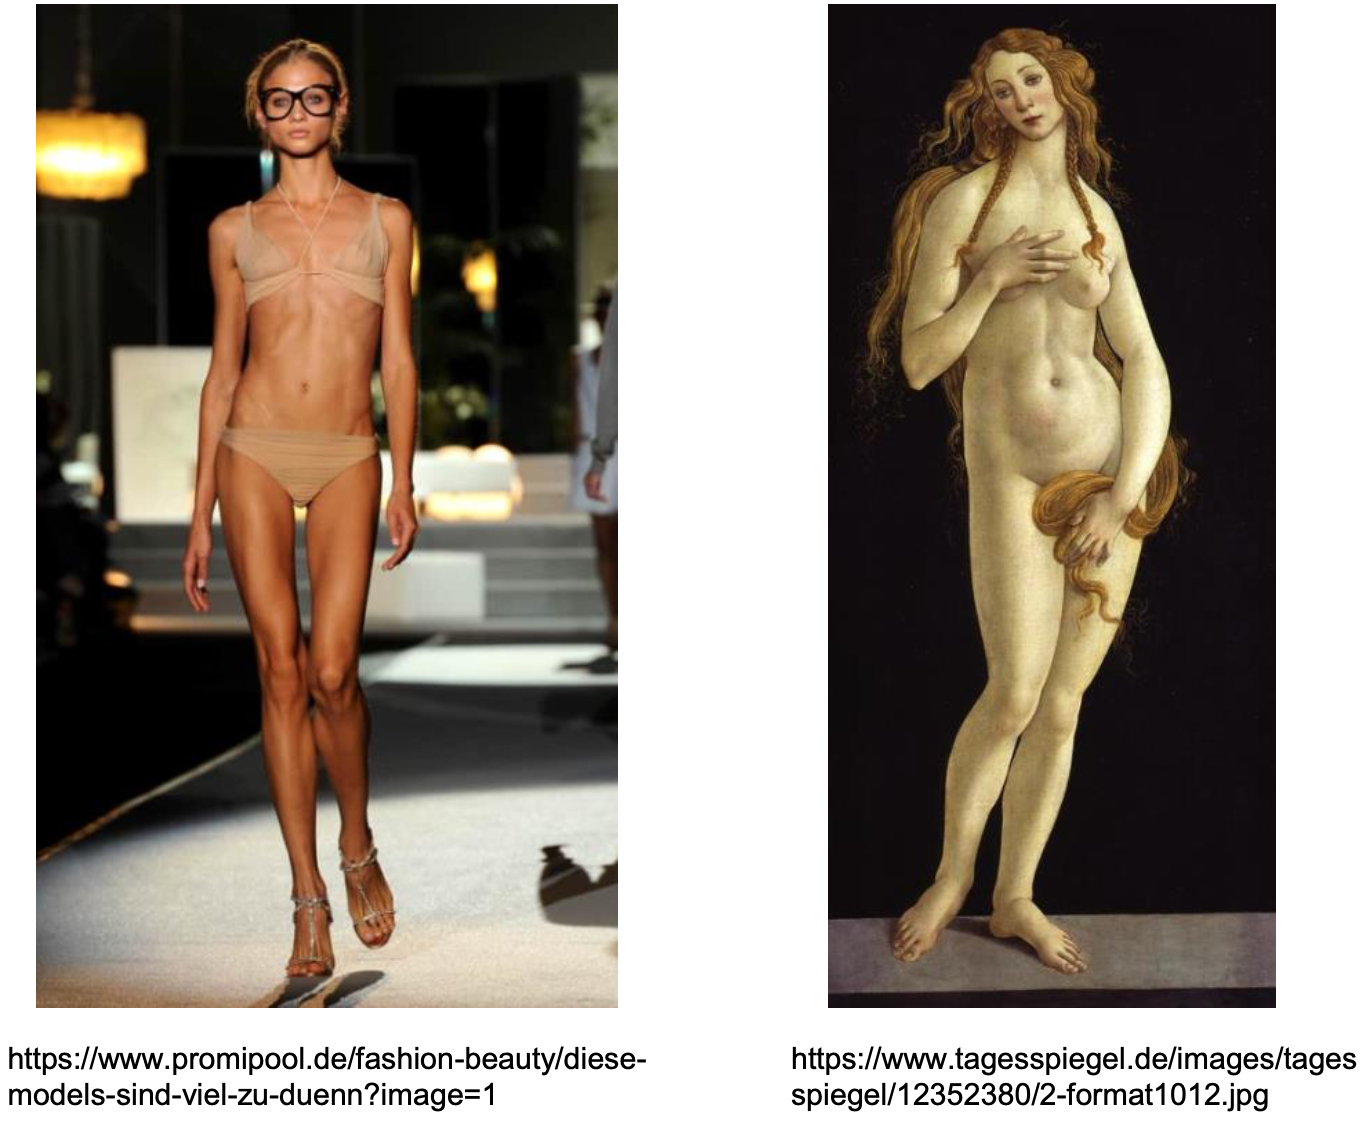 https://www.promipool.de/fashion-beauty/diese-
models-sind-viel-zu-duenn?image=1
https://www.tagesspiegel.de/images/tages
spiegel/12352380/2-format1012.jpg